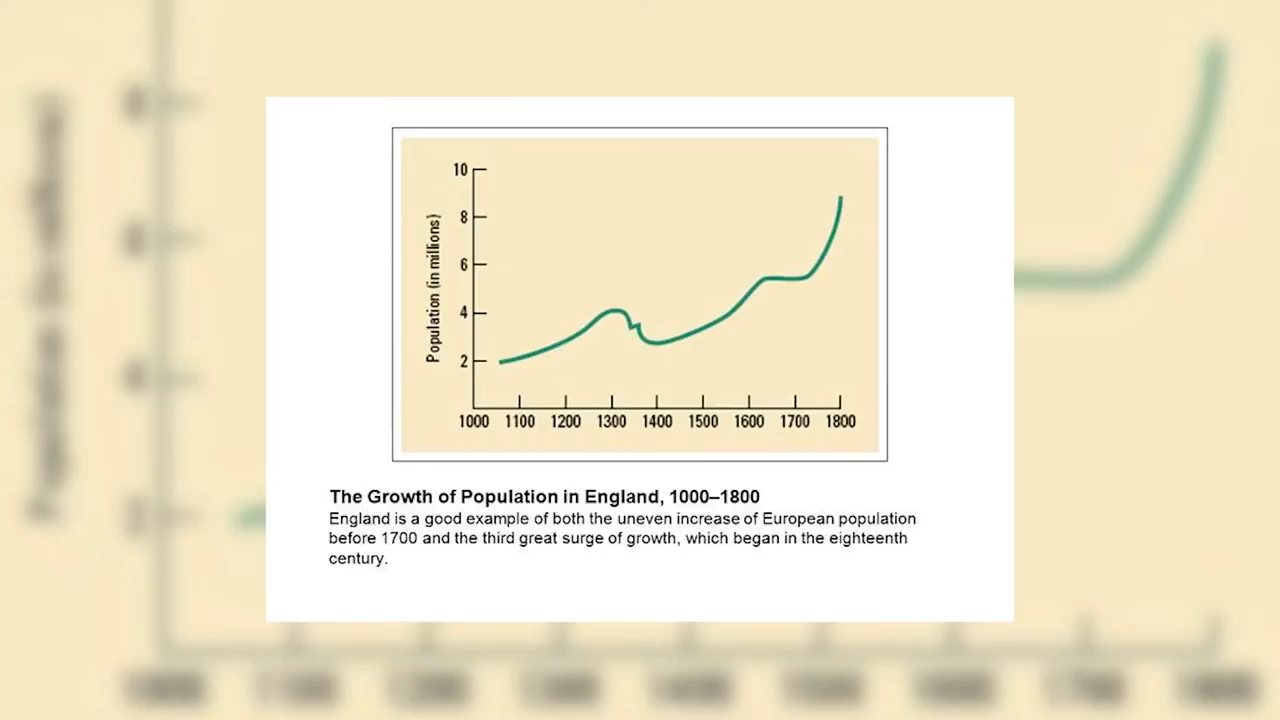 10
8
6
4
2
Population (in millions)
1000 1100 1200 1300 1400 1500 1600 1700 1800
The Growth of Population in England, 1000–1800
England is a good example of both the uneven increase of European population
before 1700 and the third great surge of growth, which began in the eighteenth
century.